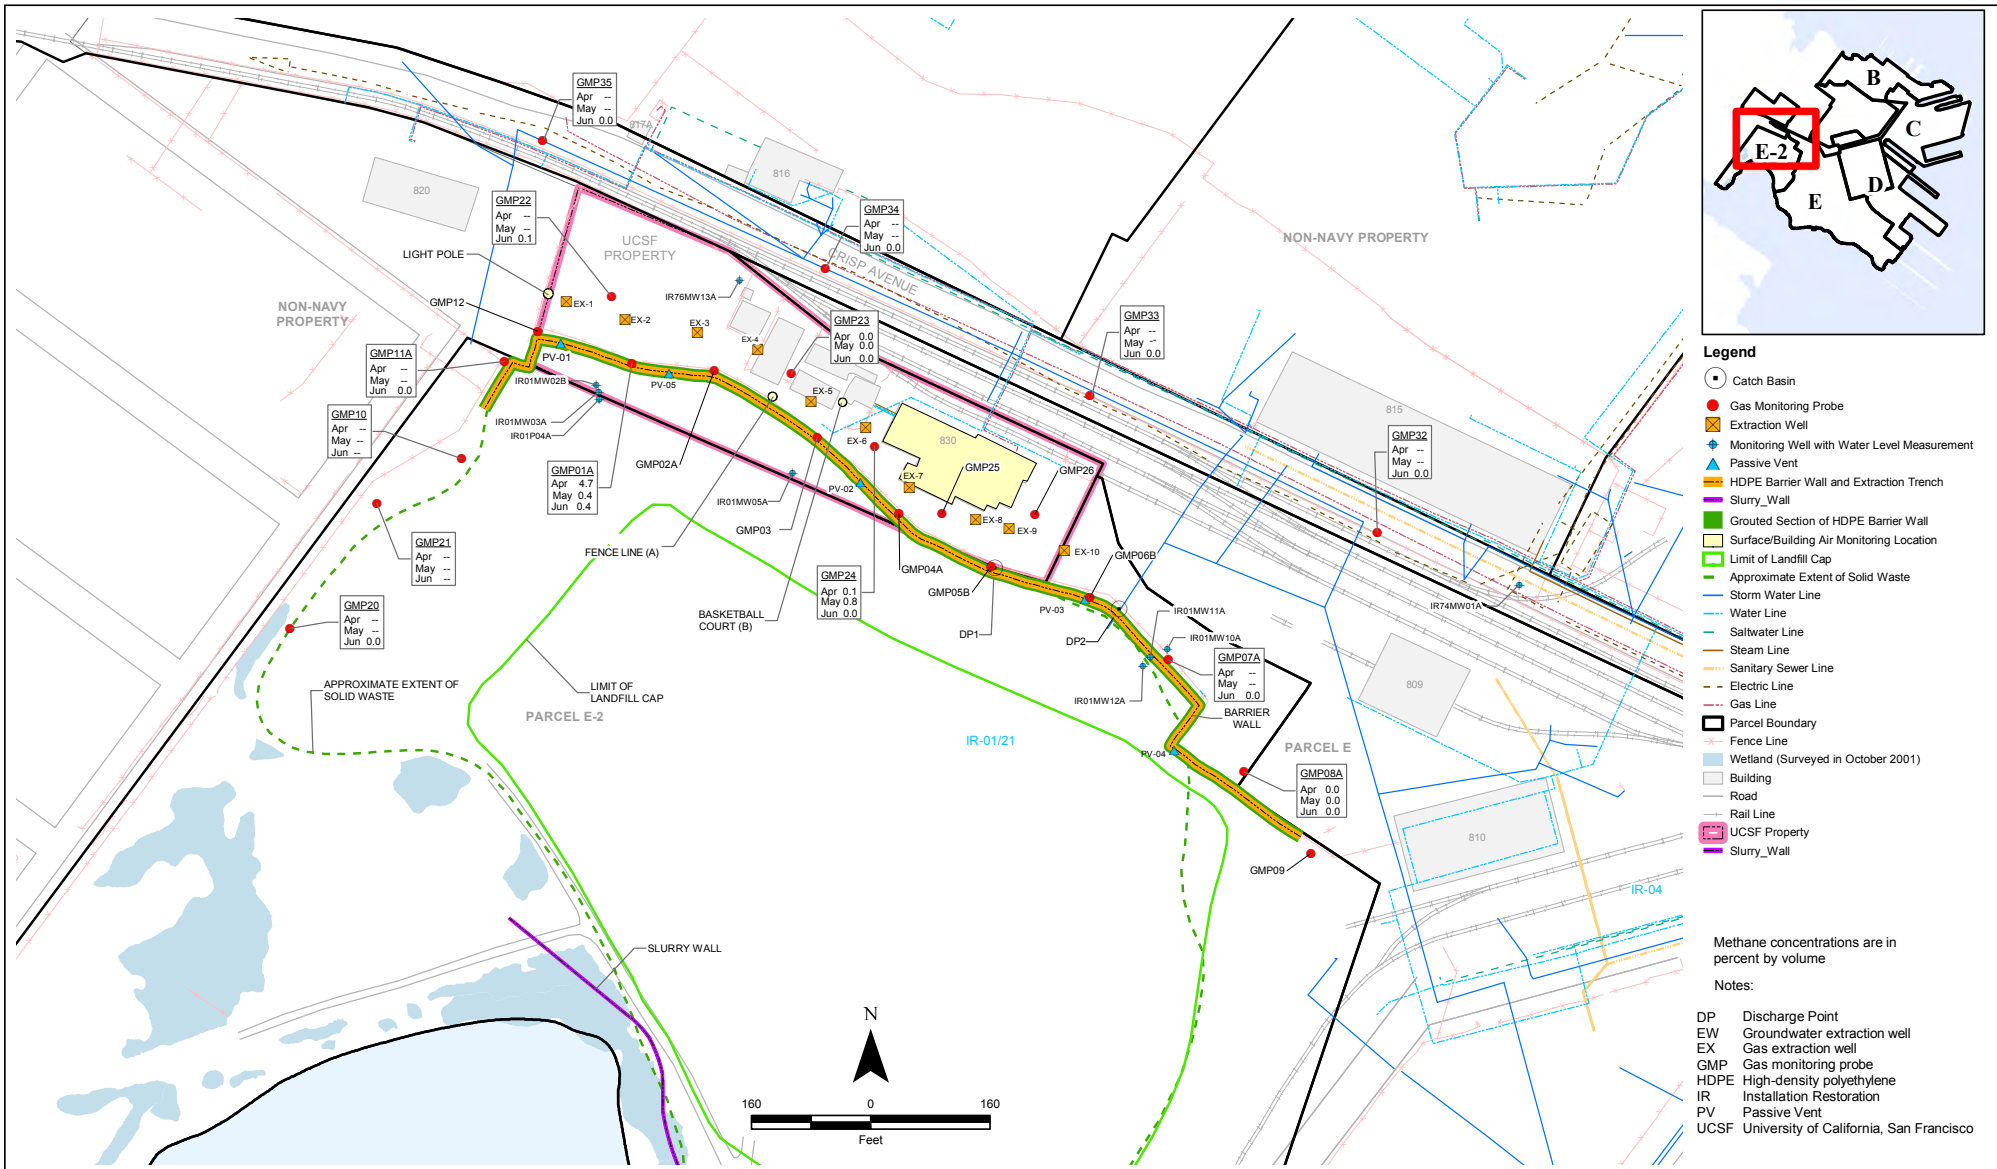 GMP35
Apr --
May --
Jun 0.0
817A
816
820
GMP22
Apr --
May --
Jun 0.1
UCSF
PROPERTY
LIGHT POLE
GMP34
Apr --
May --
Jun 0.0
CRISP AVENUE
NON-NAVY PROPERTY
NON-NAVY
PROPERTY
GMP12
EX-1
EX-2
EX-3
EX-4
IR76MW13A
GMP23
Apr 0.0
May 0.0
Jun 0.0
GMP33
Apr --
May --
Jun 0.0
GMP11A
Apr --
May --
Jun 0.0
PV-01
PV-05
IR01MW02B
IR01MW03A
IR01P04A
EX-5
EX-6
830
815
GMP10
Apr --
May --
Jun --
GMP01A
Apr 4.7
May 0.4
Jun 0.4
GMP02A
IR01MW05A
PV-02
EX-7
GMP25
GMP26
EX-8
EX-9
EX-10
GMP32
Apr --
May --
Jun 0.0
GMP21
Apr --
May --
Jun --
GMP03
FENCE LINE (A)
GMP24
Apr 0.1
May 0.8
Jun 0.0
GMP04A
GMP05B
GMP06B
BASKETBALL
COURT (B)
PV-03
DP1
DP2
IR01MW11A
IR01MW10A
IR74MW01A
GMP20
Apr --
May --
Jun 0.0
GMP07A
Apr --
May --
Jun 0.0
IR01MW12A
BARRIER
WALL
809
APPROXIMATE EXTENT OF
SOLID WASTE
LIMIT OF
LANDFILL CAP
PARCEL E-2
IR-01/21
PV-04
PARCEL E
GMP08A
Apr 0.0
May 0.0
Jun 0.0
810
GMP09
IR-04
SLURRY WALL
N
160
0
160
Feet
B
C
D
E
E-2
Legend
Catch Basin
Gas Monitoring Probe
Extraction Well
Monitoring Well with Water Level Measurement
Passive Vent
HDPE Barrier Wall and Extraction Trench
Slurry_Wall
Grouted Section of HDPE Barrier Wall
Surface/Building Air Monitoring Location
Limit of Landfill Cap
Approximate Extent of Solid Waste
Storm Water Line
Water Line
Saltwater Line
Steam Line
Sanitary Sewer Line
Electric Line
Gas Line
Parcel Boundary
Fence Line
Wetland (Surveyed in October 2001)
Building
Road
Rail Line
UCSF Property
Slurry_Wall
Methane concentrations are in
percent by volume
Notes:
DP Discharge Point
EW Groundwater extraction well
EX Gas extraction well
GMP Gas monitoring probe
HDPE High-density polyethylene
IR Installation Restoration
PV Passive Vent
UCSF University of California, San Francisco